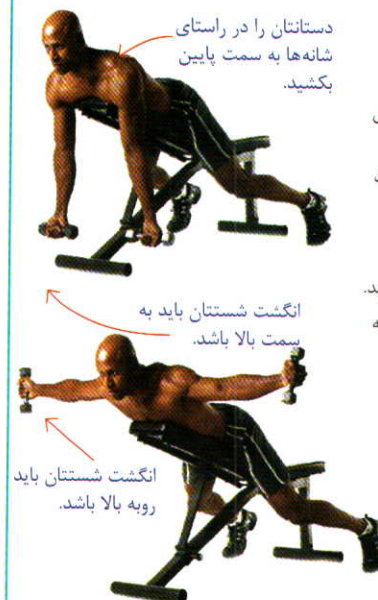 دستانتان را در راستای
شانه‌ها به سمت پایین
بکشید.
انگشت شستتان باید به
سمت بالا باشد.
انگشت شستتان باید
روبه بالا باشد.